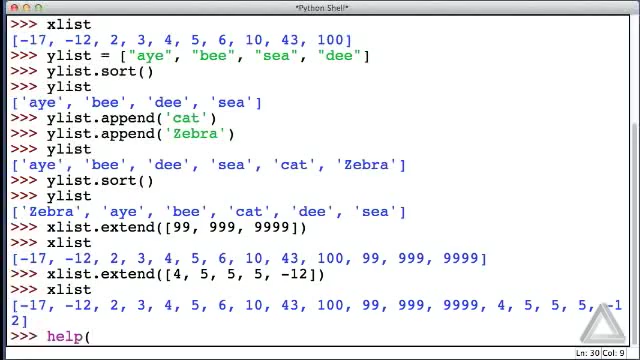 *Python Shell*
>>> xlist
[-17, -12, 2, 3, 4, 5, 6, 10, 43, 100]
>>> ylist = ["aye", "bee", "sea", "dee"]
>>> ylist.sort()
>>> ylist
['aye', 'bee', 'dee', 'sea']
>>> ylist.append('cat')
>>> ylist.append('Zebra')
>>> ylist
['aye', 'bee', 'dee', 'sea', 'cat', 'Zebra']
>>> ylist.sort()
>>> ylist
['Zebra', 'aye', 'bee', 'cat', 'dee', 'sea']
>>> xlist.extend([99, 999, 9999])
>>> xlist
[-17, -12, 2, 3, 4, 5, 6, 10, 43, 100, 99, 999, 9999]
>>> xlist.extend([4, 5, 5, 5, -12])
>>> xlist
[-17, -12, 2, 3, 4, 5, 6, 10, 43, 100, 99, 999, 9999, 4, 5, 5, 5, -1
2]
>>> help(
Ln: 30 Col: 9